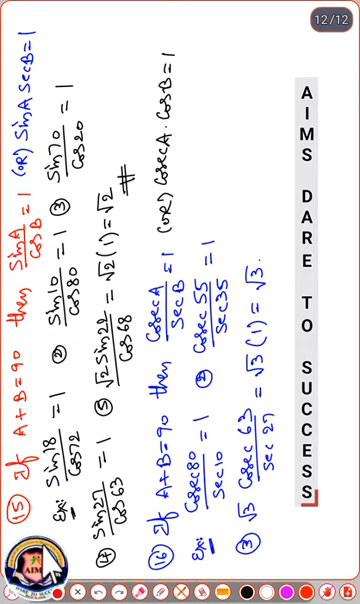 12/12
⑮ If A+B=90 then SinA/CosB = 1 (OR) SinA SecB = 1
Ex:- Sin18/Cos72 = 1 ② Sin10/Cos80 = 1 ③ Sin70/Cos20 = 1
④ Sin27/Cos63 = 1 ⑤ √2 Sin22/Cos68 = √2 (1) = √2
⑯ If A+B=90 then CosecA/SecB = 1 (OR) CosecA. CosB = 1
Ex:- Cosec80/Sec10 = 1 ② Cosec55/Sec35 = 1
③ √3 Cosec63/Sec27 = √3 (1) = √3.
AIMS DARE TO SUCCESS
AIM